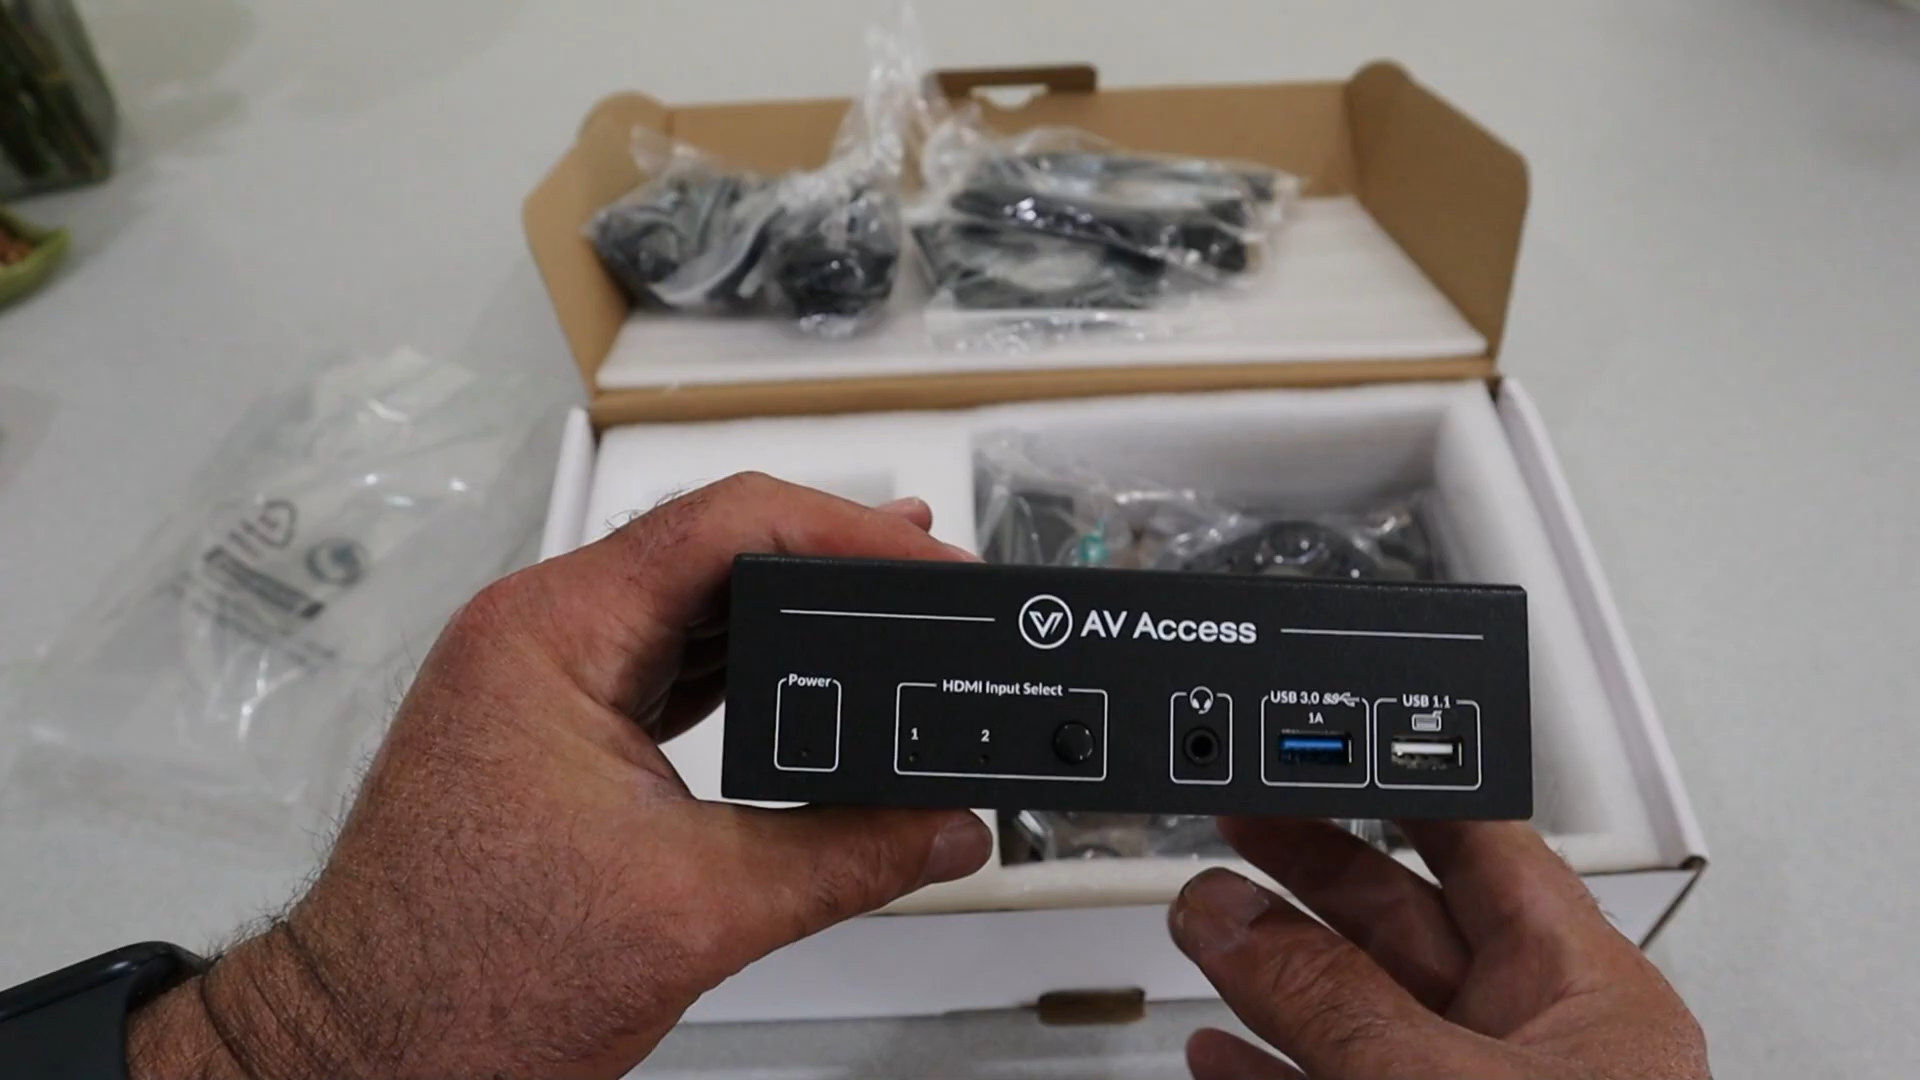 AV Access
Power
HDMI Input Select
1
2
USB 3.0
1A
USB 1.1